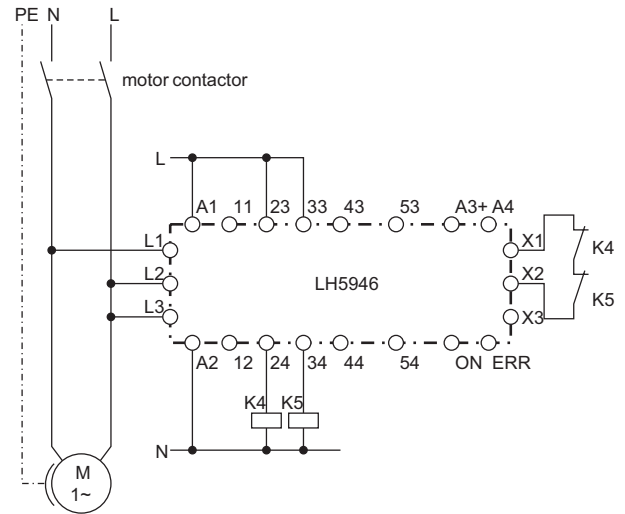 PE N L
motor contactor
L
A1 11 23 33 43 53 A3+ A4
L1 X1
K4
L2 LH5946 X2
K5
L3 X3
A2 12 24 34 44 54 ON ERR
K4 K5
N
M
1~